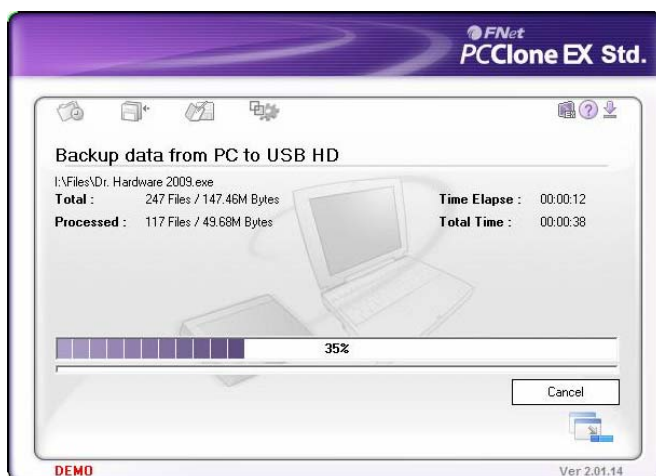 FNet
PCClone EX Std.
Backup data from PC to USB HD
I:\Files\Dr. Hardware 2009.exe
Total : 247 Files / 147.46M Bytes Time Elapse : 00:00:12
Processed : 117 Files / 49.68M Bytes Total Time : 00:00:38
35%
Cancel
DEMO Ver 2.01.14